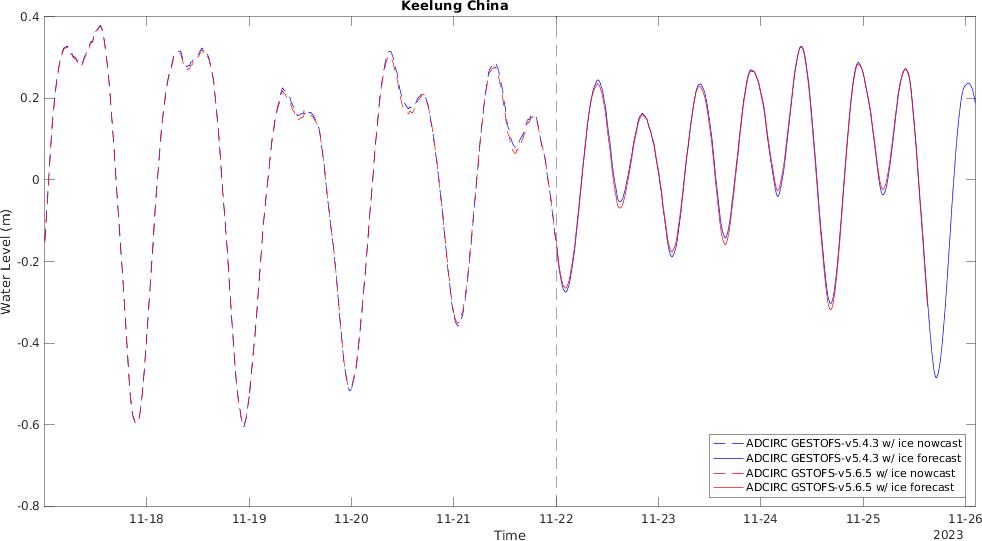 Keelung China
0.4
0.2
0
-0.2
-0.4
-0.6
-0.8
Water Level (m)
11-18 11-19 11-20 11-21 11-22 11-23 11-24 11-25 11-26
Time
2023
ADCIRC GESTOFS-v5.4.3 w/ ice nowcast
ADCIRC GESTOFS-v5.4.3 w/ ice forecast
ADCIRC GSTOFS-v5.6.5 w/ ice nowcast
ADCIRC GSTOFS-v5.6.5 w/ ice forecast